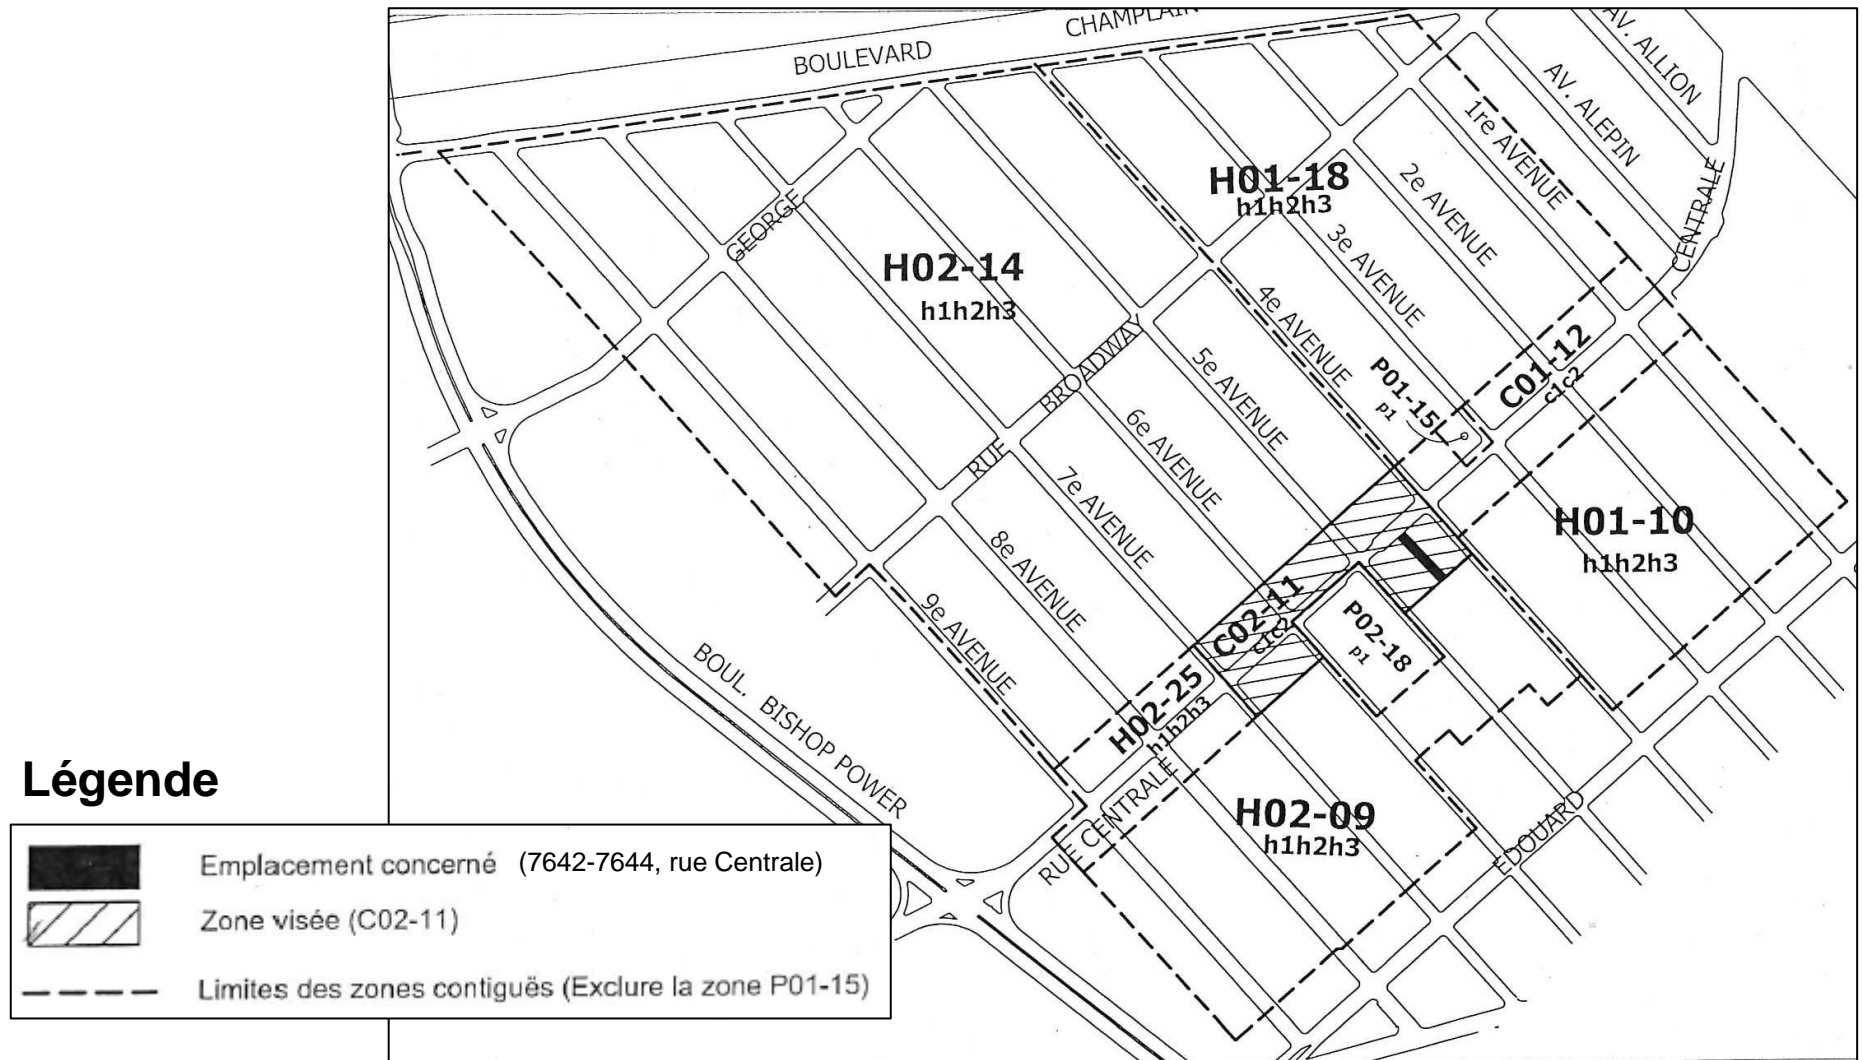 BOULEVARD
CHAMPLAIN
AV. ALLION
AV. ALEPIN
1re AVENUE
CENTRALE
2e AVENUE
H01-18
h1h2h3
3e AVENUE
GEORGE
H02-14
h1h2h3
4e AVENUE
BROADWAY
RUE
5e AVENUE
P01-15
p1
C01-12
c1c2
6e AVENUE
7e AVENUE
H01-10
h1h2h3
8e AVENUE
9e AVENUE
C02-11
c1c2
P02-18
p1
H02-25
h1h2h3
BOUL. BISHOP POWER
RUE CENTRALE
H02-09
h1h2h3
EDOUARD
Légende
Emplacement concerné (7642-7644, rue Centrale)
Zone visée (C02-11)
Limites des zones contiguës (Exclure la zone P01-15)